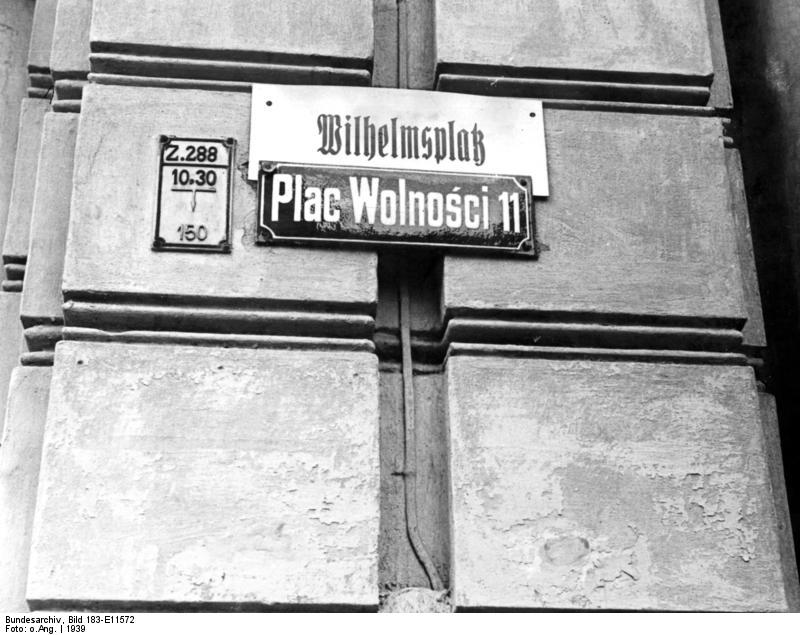 Wilhelmsplatz
Plac Wolności 11
Z.288
10.30
150
Bundesarchiv, Bild 183-E11572
Foto: o.Ang. | 1939